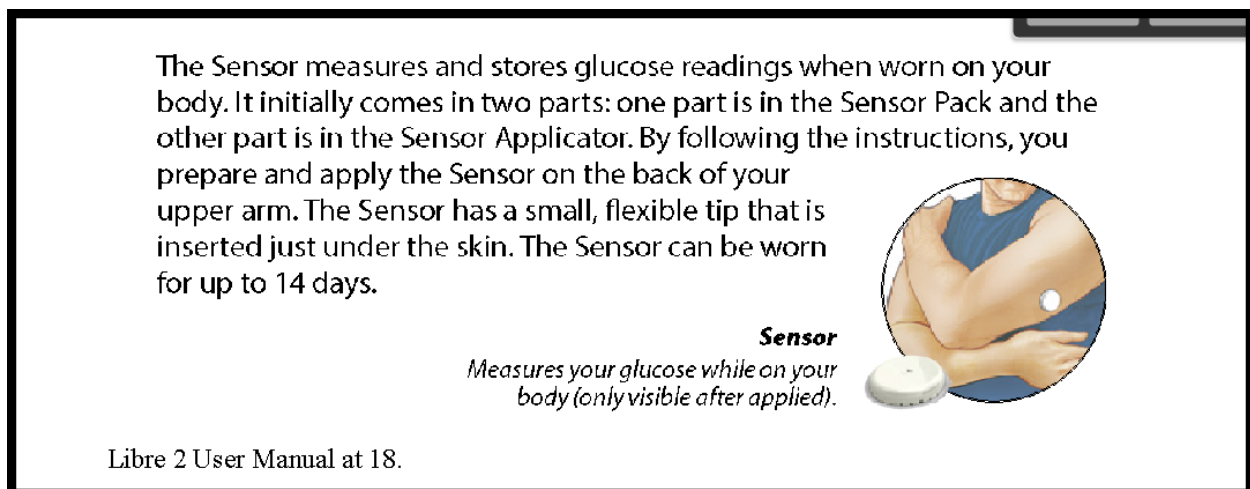 The Sensor measures and stores glucose readings when worn on your
body. It initially comes in two parts: one part is in the Sensor Pack and the
other part is in the Sensor Applicator. By following the instructions, you
prepare and apply the Sensor on the back of your
upper arm. The Sensor has a small, flexible tip that is
inserted just under the skin. The Sensor can be worn
for up to 14 days.
Sensor
Measures your glucose while on your
body (only visible after applied).
Libre 2 User Manual at 18.